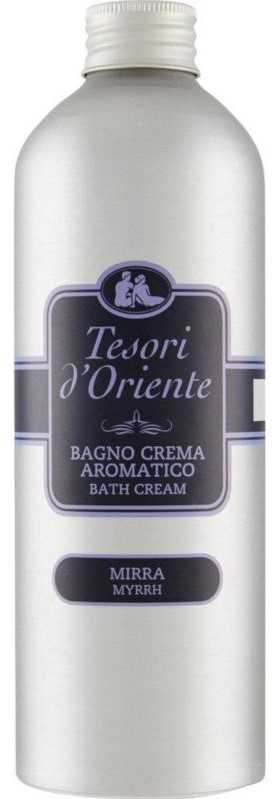 Tesori
d'Oriente
BAGNO CREMA
AROMATICO
BATH CREAM
MIRRA
MYRRH